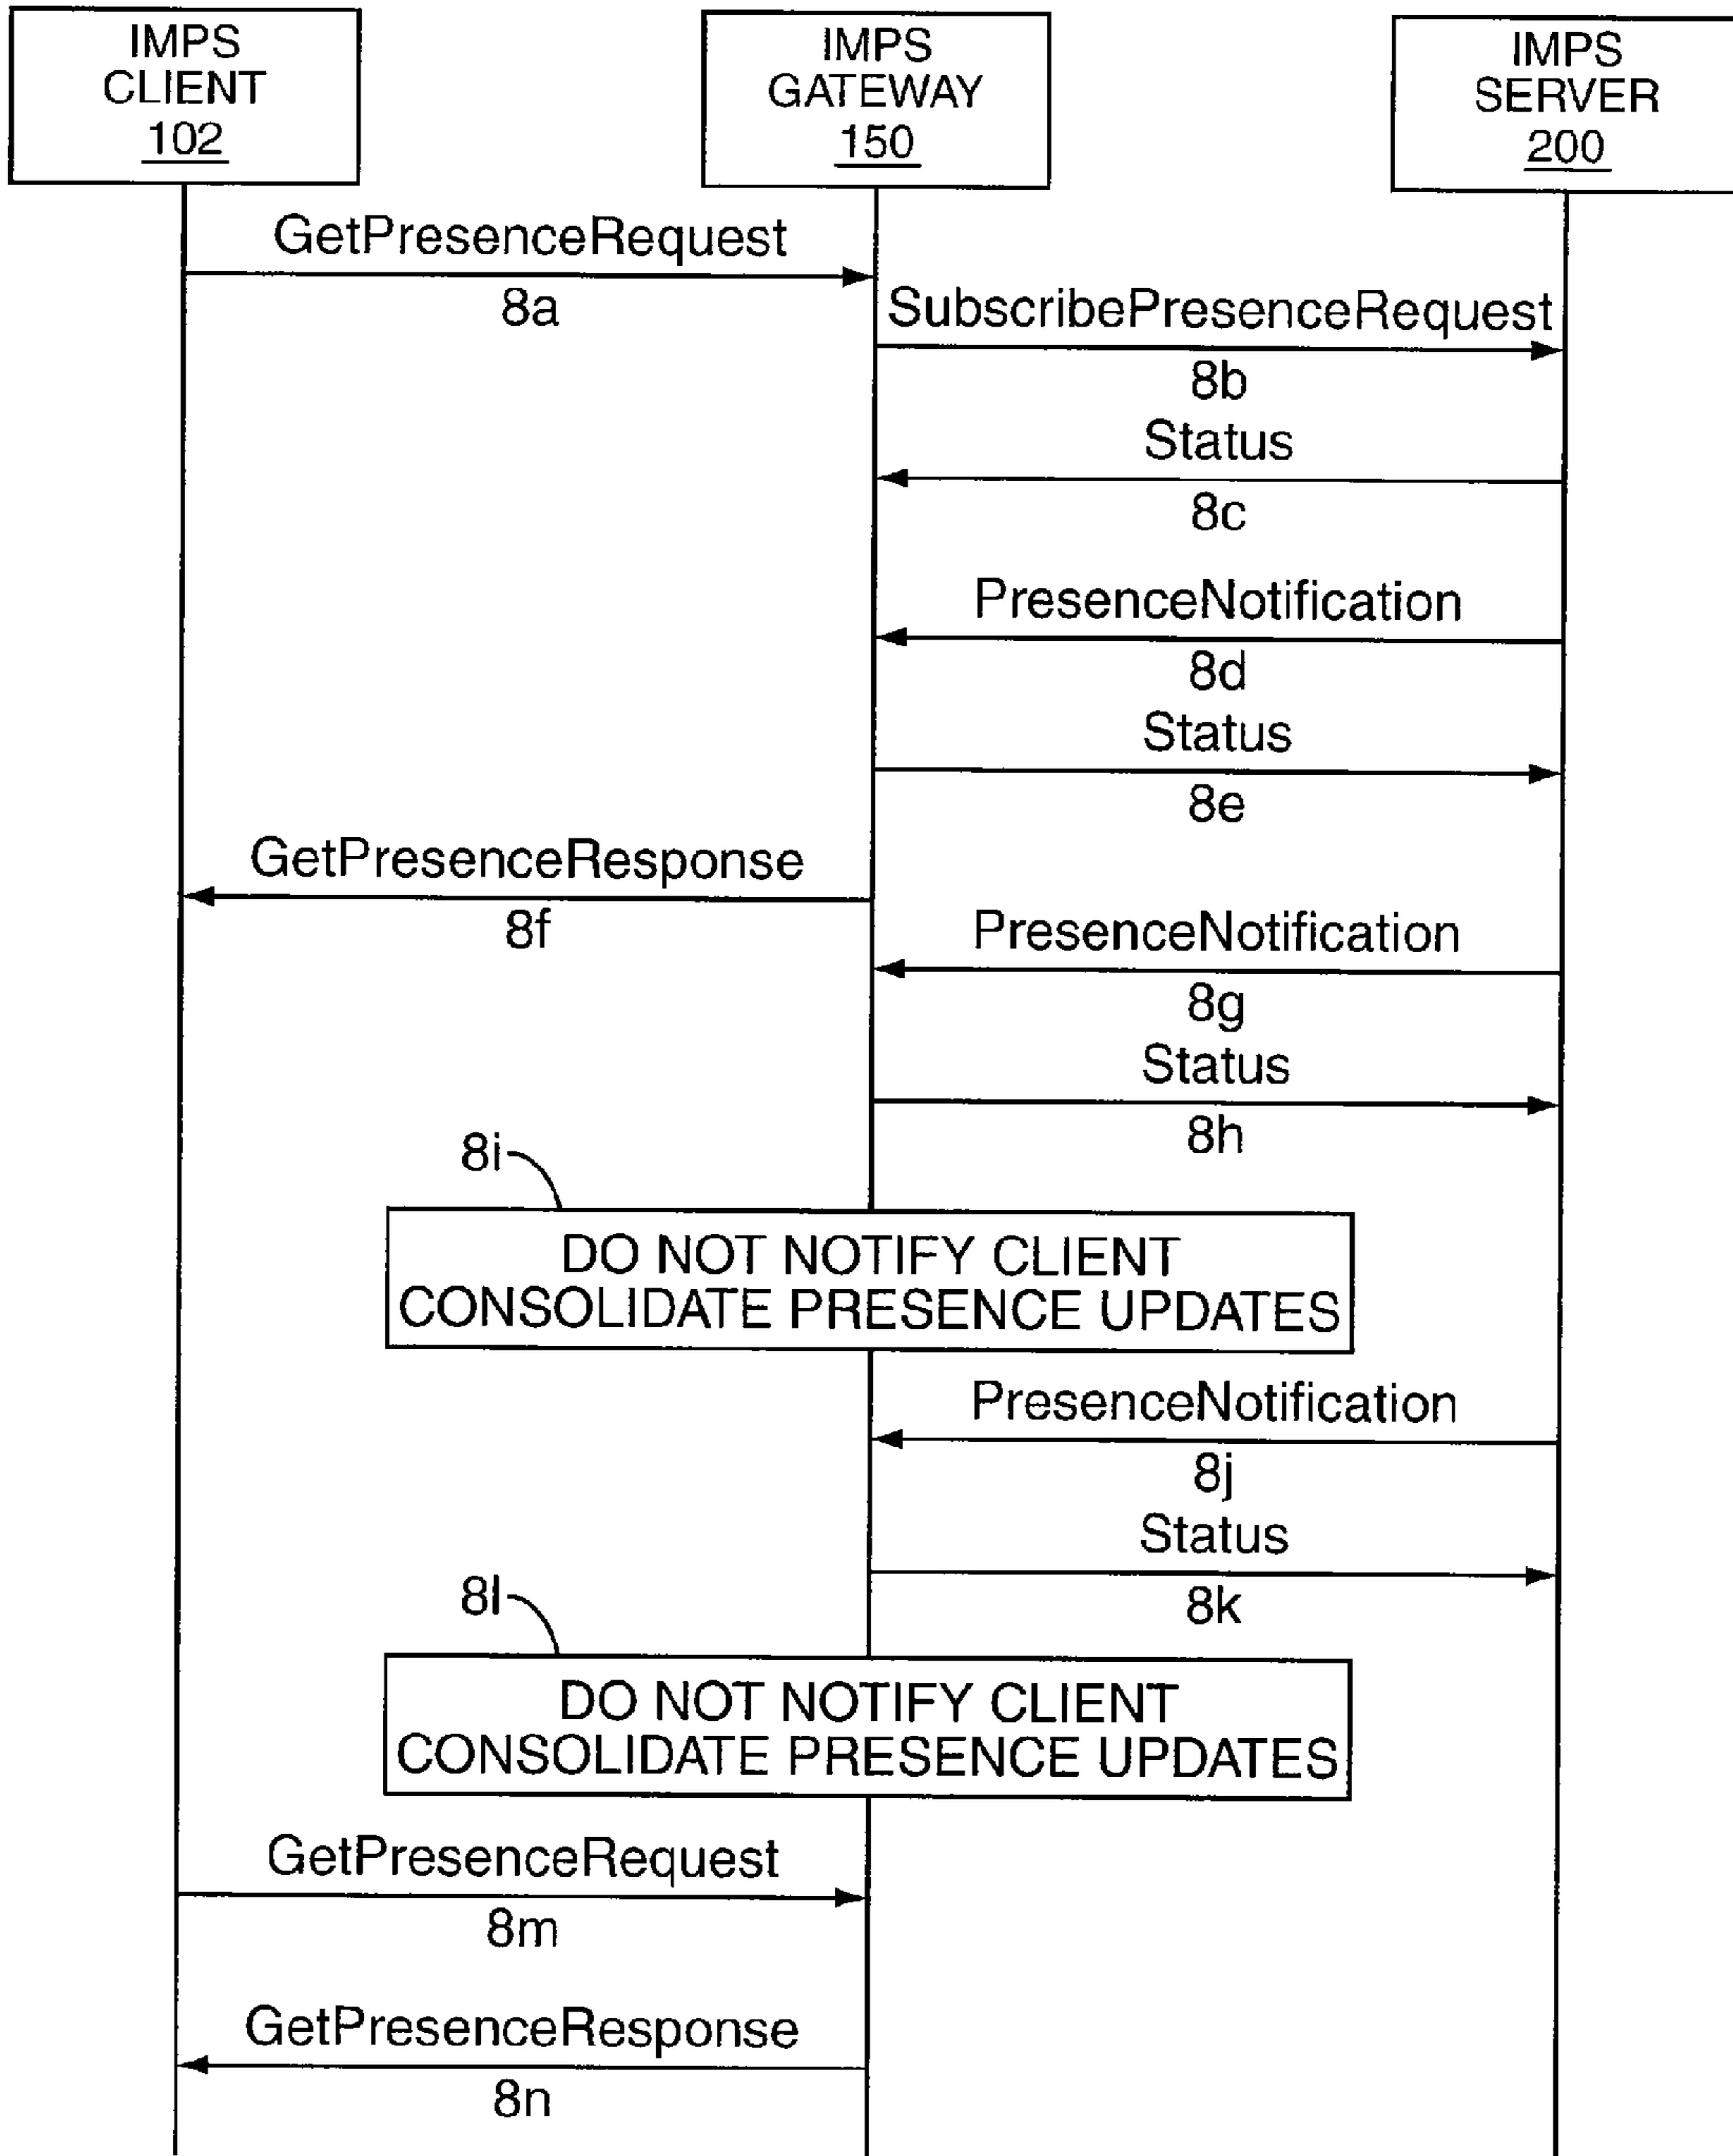 IMPS
CLIENT
102
IMPS
GATEWAY
150
IMPS
SERVER
200
GetPresenceRequest
8a
SubscribePresenceRequest
8b
Status
8c
PresenceNotification
8d
Status
8e
GetPresenceResponse
8f
PresenceNotification
8g
Status
8h
8i
DO NOT NOTIFY CLIENT
CONSOLIDATE PRESENCE UPDATES
PresenceNotification
8j
Status
8k
8l
DO NOT NOTIFY CLIENT
CONSOLIDATE PRESENCE UPDATES
GetPresenceRequest
8m
GetPresenceResponse
8n